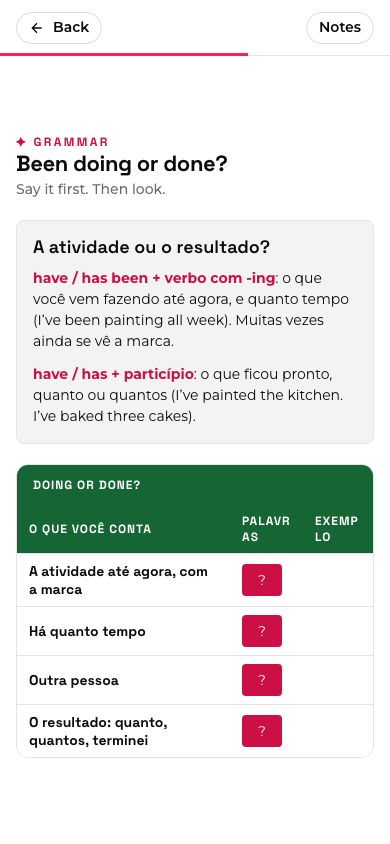 Back
Notes
GRAMMAR
Been doing or done?
Say it first. Then look.
A atividade ou o resultado?
have / has been + verbo com -ing: o que
você vem fazendo até agora, e quanto tempo
(I've been painting all week). Muitas vezes
ainda se vê a marca.
have / has + particípio: o que ficou pronto,
quanto ou quantos (I've painted the kitchen.
I've baked three cakes).
DOING OR DONE?
O QUE VOCÊ CONTA
PALAVR
AS
EXEMP
LO
A atividade até agora, com
a marca
?
Há quanto tempo
?
Outra pessoa
?
O resultado: quanto,
quantos, terminei
?